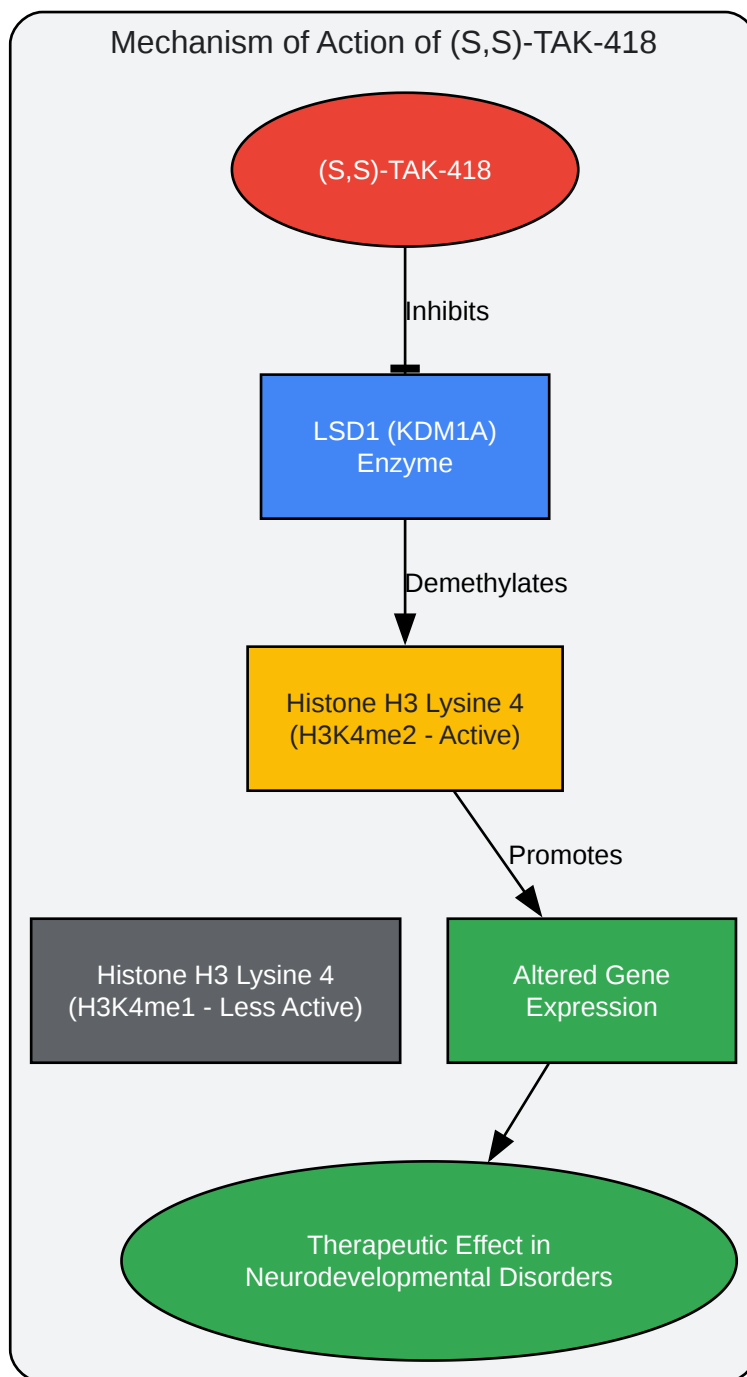 Mechanism of Action of (S,S)-TAK-418
(S,S)-TAK-418
Inhibits
LSD1 (KDM1A)
Enzyme
Demethylates
Histone H3 Lysine 4
(H3K4me2 - Active)
Promotes
Histone H3 Lysine 4
(H3K4me1 - Less Active)
Altered Gene
Expression
Therapeutic Effect in
Neurodevelopmental Disorders